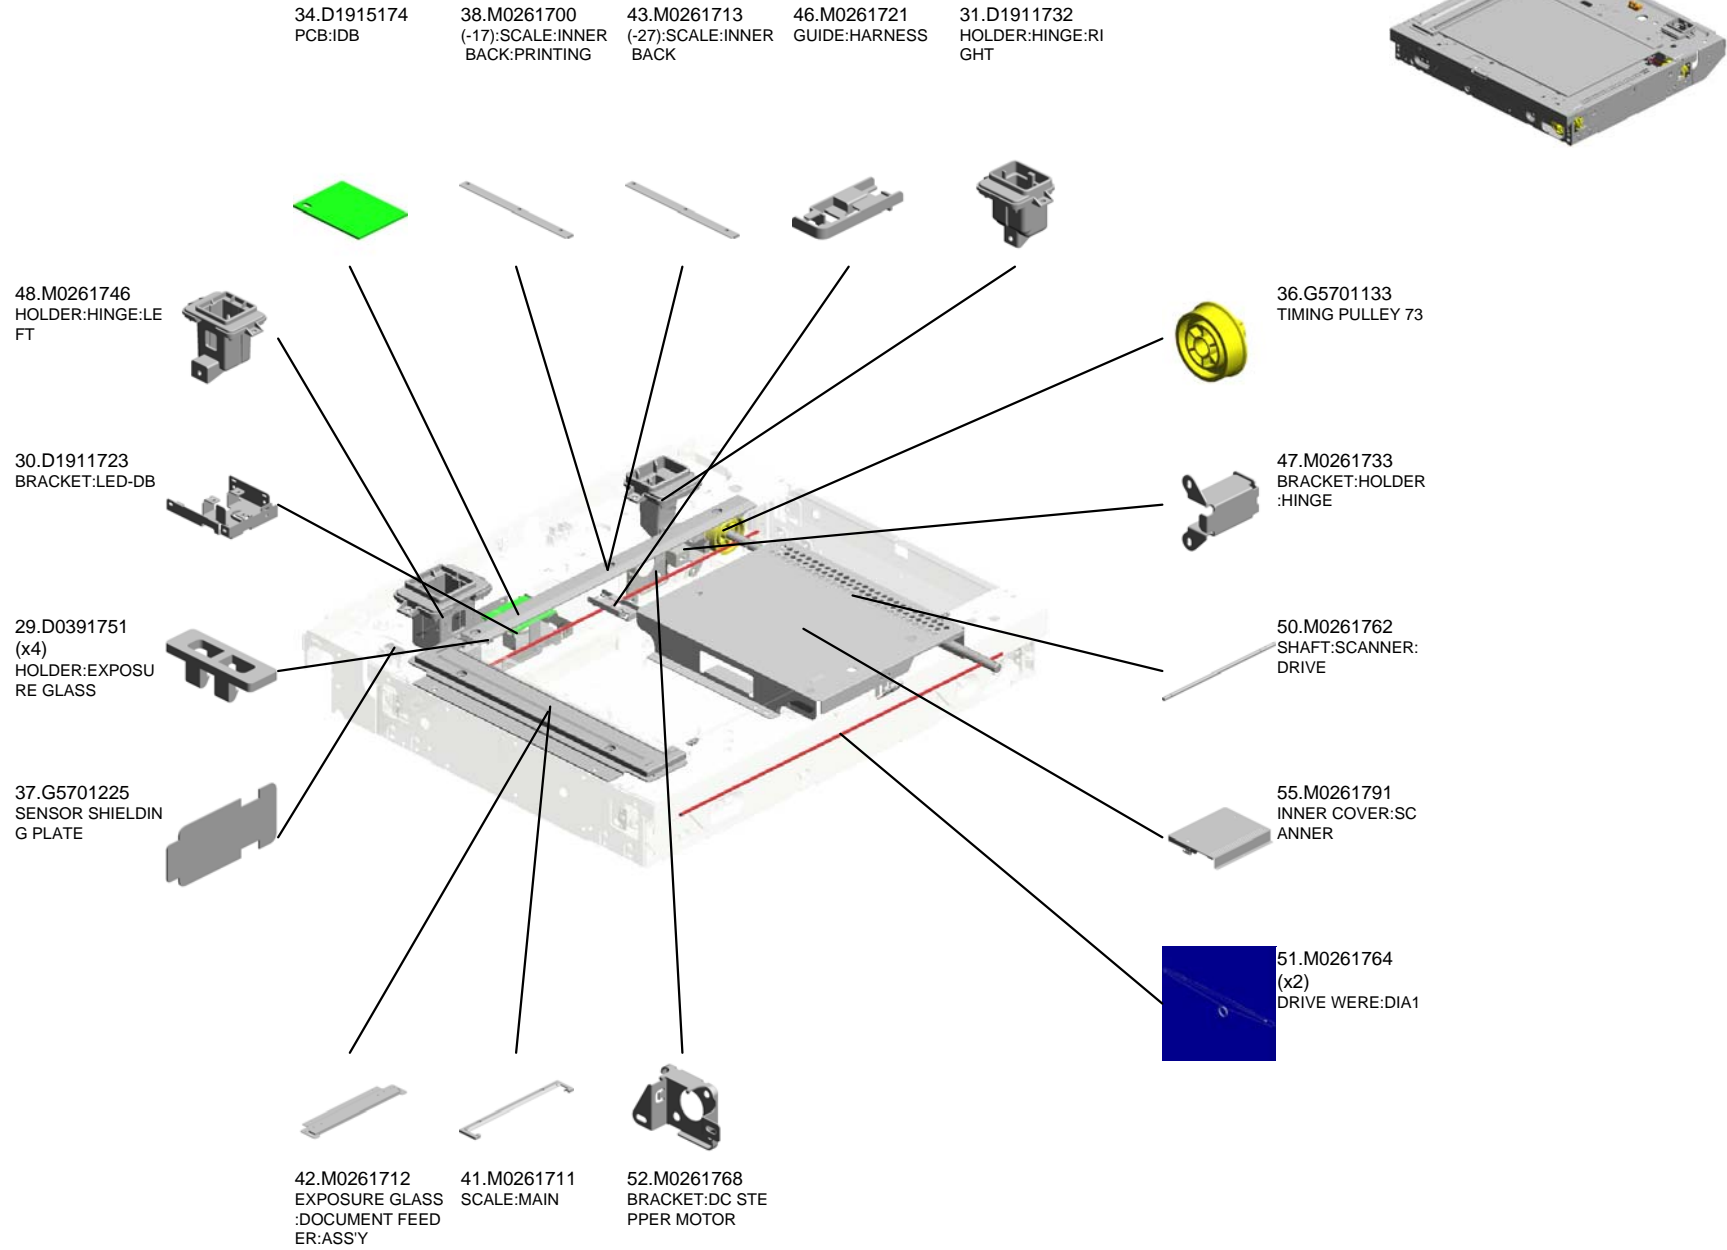 34.D1915174
PCB:IDB
38.M0261700
(-17):SCALE:INNER
BACK:PRINTING
43.M0261713
(-27):SCALE:INNER
BACK
46.M0261721
GUIDE:HARNESS
31.D1911732
HOLDER:HINGE:RI
GHT
48.M0261746
HOLDER:HINGE:LE
FT
36.G5701133
TIMING PULLEY 73
30.D1911723
BRACKET:LED-DB
47.M0261733
BRACKET:HOLDER
:HINGE
29.D0391751
(x4)
HOLDER:EXPOSU
RE GLASS
50.M0261762
SHAFT:SCANNER:
DRIVE
37.G5701225
SENSOR SHIELDIN
G PLATE
55.M0261791
INNER COVER:SC
ANNER
51.M0261764
(x2)
DRIVE WERE:DIA1
42.M0261712
EXPOSURE GLASS
:DOCUMENT FEED
ER:ASS'Y
41.M0261711
SCALE:MAIN
52.M0261768
BRACKET:DC STE
PPER MOTOR